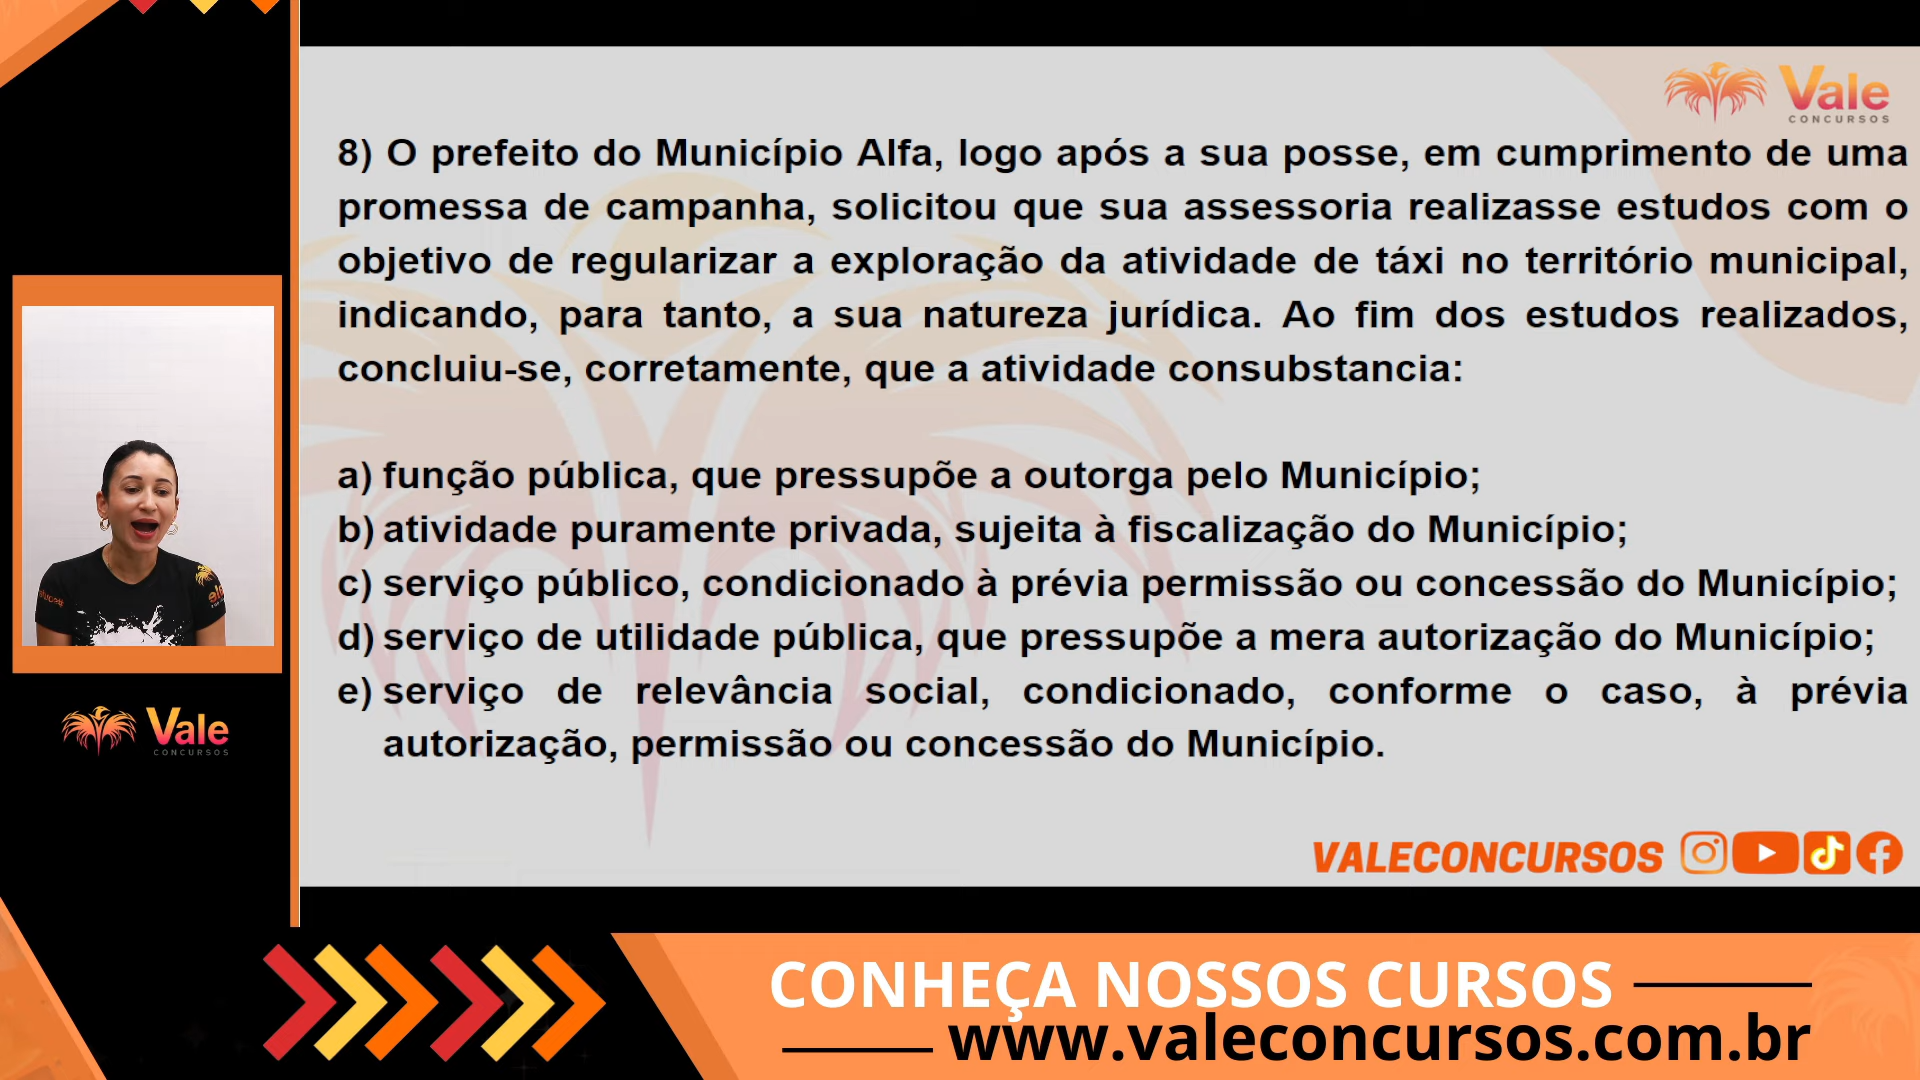 Vale
CONCURSOS
8) O prefeito do Município Alfa, logo após a sua posse, em cumprimento de uma
promessa de campanha, solicitou que sua assessoria realizasse estudos com o
objetivo de regularizar a exploração da atividade de táxi no território municipal,
indicando, para tanto, a sua natureza jurídica. Ao fim dos estudos realizados,
concluiu-se, corretamente, que a atividade consubstancia:
a) função pública, que pressupõe a outorga pelo Município;
b) atividade puramente privada, sujeita à fiscalização do Município;
c) serviço público, condicionado à prévia permissão ou concessão do Município;
d) serviço de utilidade pública, que pressupõe a mera autorização do Município;
e) serviço de relevância social, condicionado, conforme o caso, à prévia
autorização, permissão ou concessão do Município.
Vale
CONCURSOS
VALECONCURSOS
CONHEÇA NOSSOS CURSOS
www.valeconcursos.com.br